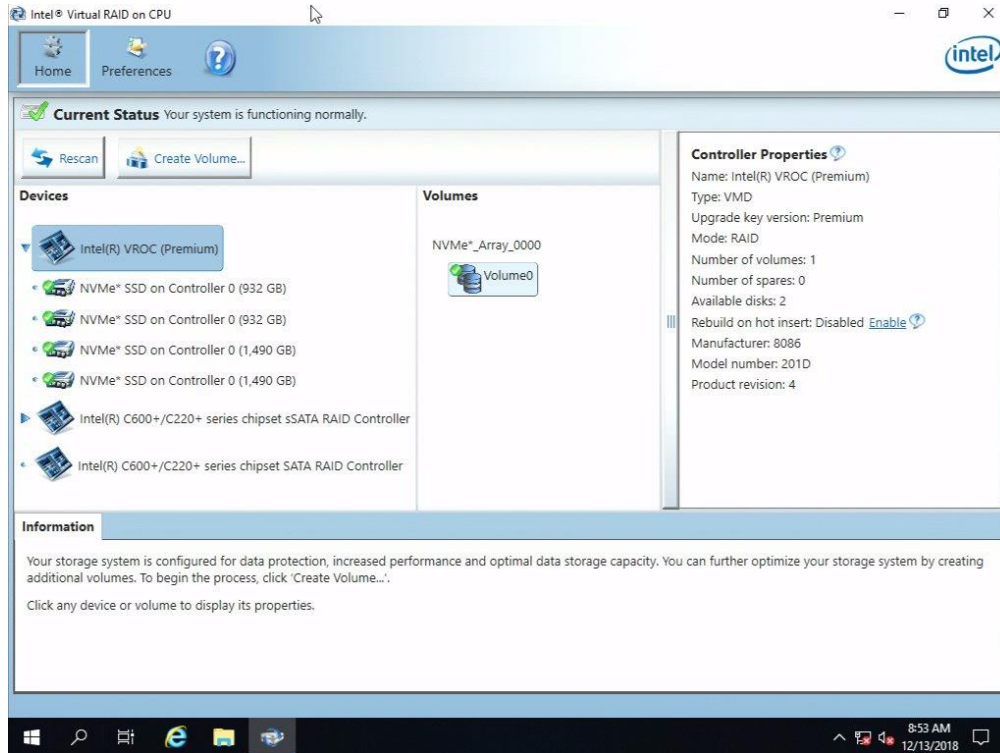 Intel® Virtual RAID on CPU
Home
Preferences
?
intel
Current Status Your system is functioning normally.
Rescan
Create Volume...
Devices
Intel(R) VROC (Premium)
NVMe* SSD on Controller 0 (932 GB)
NVMe* SSD on Controller 0 (932 GB)
NVMe* SSD on Controller 0 (1,490 GB)
NVMe* SSD on Controller 0 (1,490 GB)
Intel(R) C600+/C220+ series chipset sSATA RAID Controller
Intel(R) C600+/C220+ series chipset SATA RAID Controller
Volumes
NVMe*_Array_0000
Volume0
Controller Properties ?
Name: Intel(R) VROC (Premium)
Type: VMD
Upgrade key version: Premium
Mode: RAID
Number of volumes: 1
Number of spares: 0
Available disks: 2
Rebuild on hot insert: Disabled Enable ?
Manufacturer: 8086
Model number: 201D
Product revision: 4
Information
Your storage system is configured for data protection, increased performance and optimal data storage capacity. You can further optimize your storage system by creating
additional volumes. To begin the process, click 'Create Volume...'.
Click any device or volume to display its properties.
8:53 AM
12/13/2018